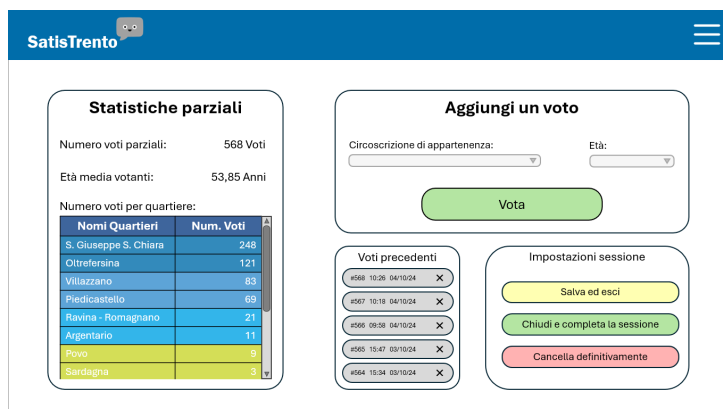 SatisTrento
Statistiche parziali
Numero voti parziali: 568 Voti
Età media votanti: 53,85 Anni
Numero voti per quartiere:
Nomi Quartieri Num. Voti
S. Giuseppe S. Chiara 248
Oltrefersina 121
Villazzano 83
Piedicastello 69
Ravina - Romagnano 21
Argentario 11
Povo 9
Sardagna 3
Aggiungi un voto
Circoscrizione di appartenenza: Età:
Vota
Voti precedenti
#568 10:26 04/10/24 X
#567 10:18 04/10/24 X
#566 09:58 04/10/24 X
#565 15:47 03/10/24 X
#564 15:34 03/10/24 X
Impostazioni sessione
Salva ed esci
Chiudi e completa la sessione
Cancella definitivamente